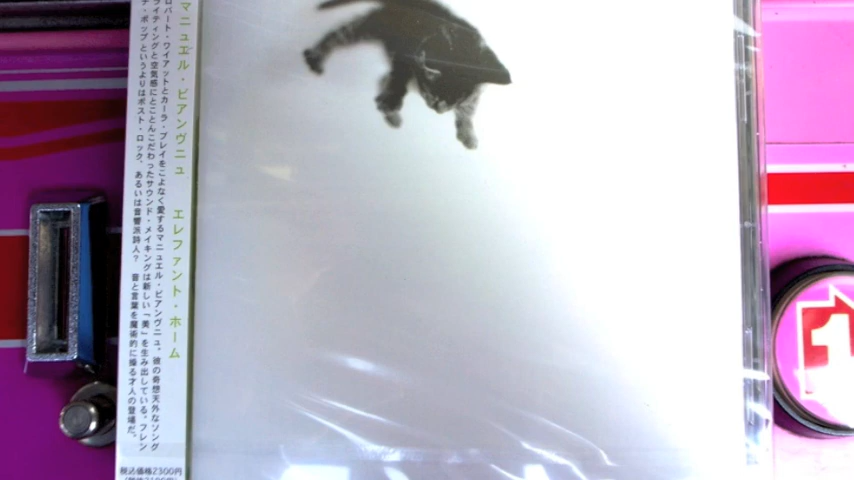 マニュエル・ビアンヴニュ エレファント・ホーム
ロバート・ワイアットとカーラ・ブレイをこよなく愛するマニュエル・ビアンヴニュ。彼の奇想天外なソング
ライティングと空気感にとことんこだわったサウンド・メイキングは新しい「美」を生み出している。フレン
チ・ポップというよりはポスト・ロック、あるいは音響派詩人? 音と言葉を魔術的に操る才人の登場だ。
税込価格2300円
1